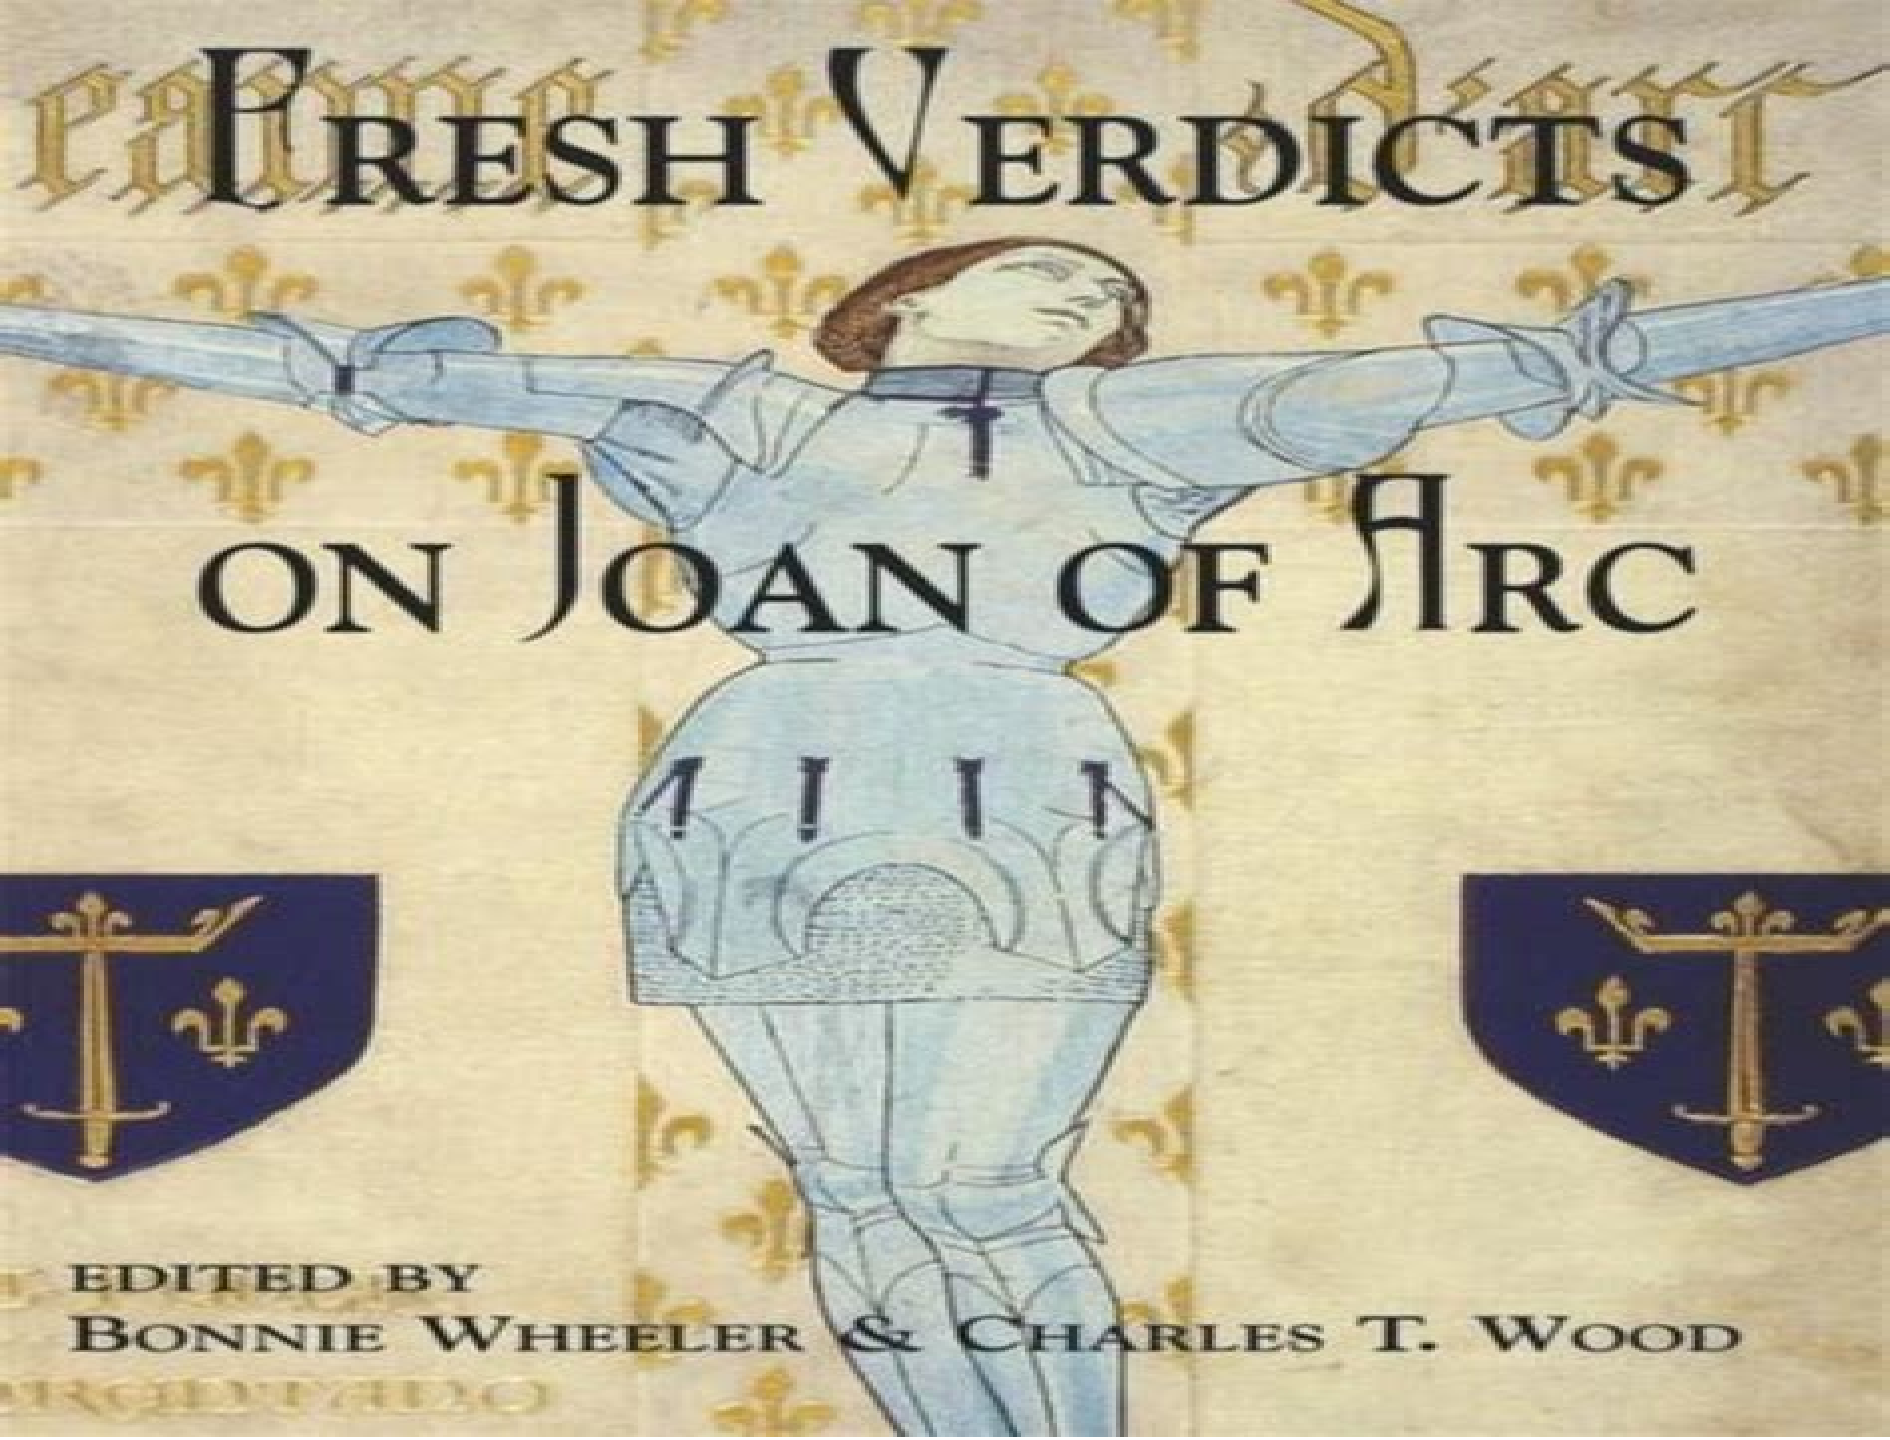 FRESH VERDICTS
ON JOAN OF ARC
EDITED BY
BONNIE WHEELER & CHARLES T. WOOD